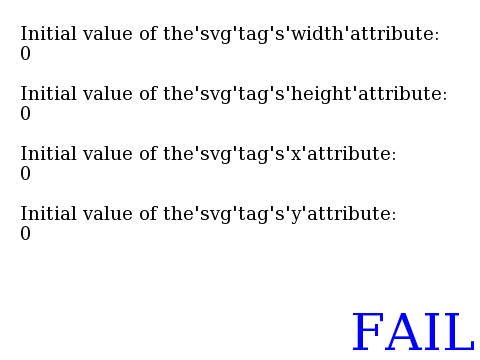 Initial value of the'svg'tag's'width'attribute:
0
Initial value of the'svg'tag's'height'attribute:
0
Initial value of the'svg'tag's'x'attribute:
0
Initial value of the'svg'tag's'y'attribute:
0
FAIL